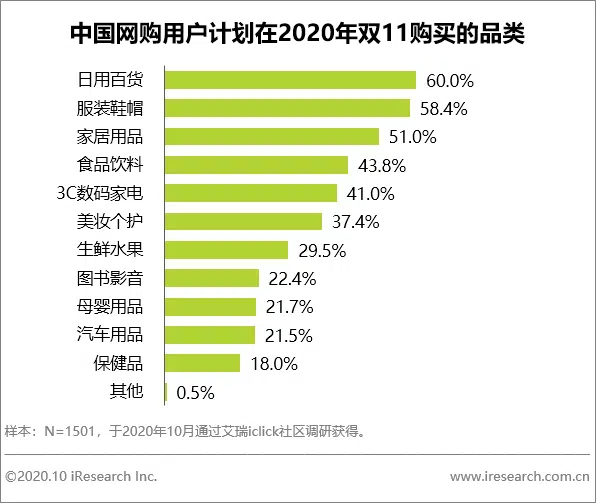 中国网购用户计划在2020年双11购买的品类
日用百货 60.0%
服装鞋帽 58.4%
家居用品 51.0%
食品饮料 43.8%
3C数码家电 41.0%
美妆个护 37.4%
生鲜水果 29.5%
图书影音 22.4%
母婴用品 21.7%
汽车用品 21.5%
保健品 18.0%
其他 0.5%
样本：N=1501，于2020年10月通过艾瑞iclick社区调研获得。
©2020.10 iResearch Inc. www.iresearch.com.cn